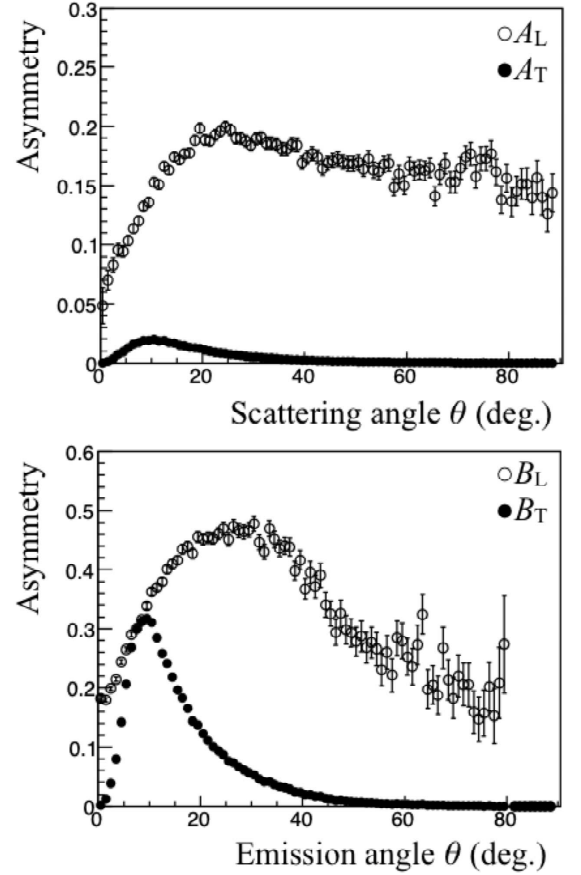 0.3
A_L
A_T
0.25
0.2
0.15
0.1
0.05
0
Asymmetry
0 20 40 60 80
Scattering angle θ (deg.)
0.6
B_L
B_T
0.5
0.4
0.3
0.2
0.1
0
Asymmetry
0 20 40 60 80
Emission angle θ (deg.)